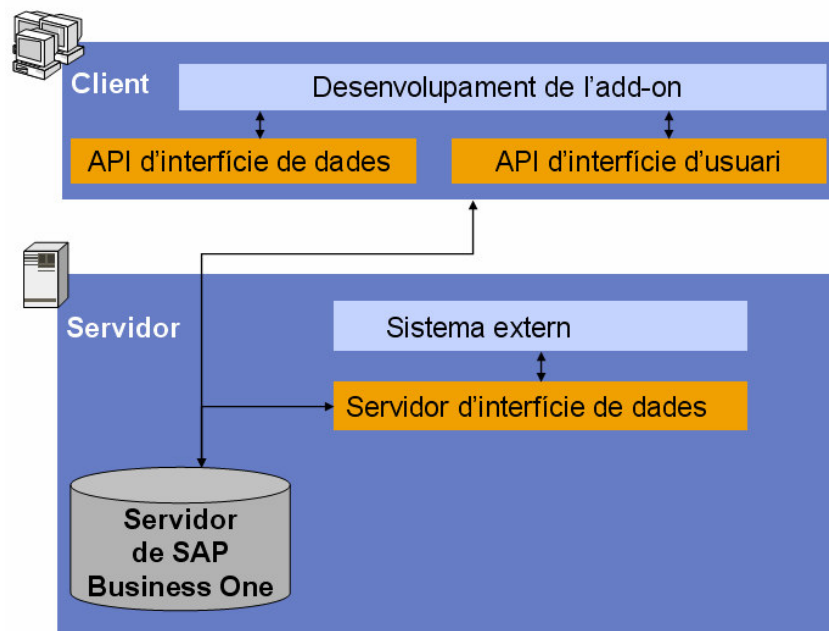 Client
Desenvolupament de l’add-on
API d’interfície de dades
API d’interfície d’usuari
Servidor
Sistema extern
Servidor d’interfície de dades
Servidor
de SAP
Business One